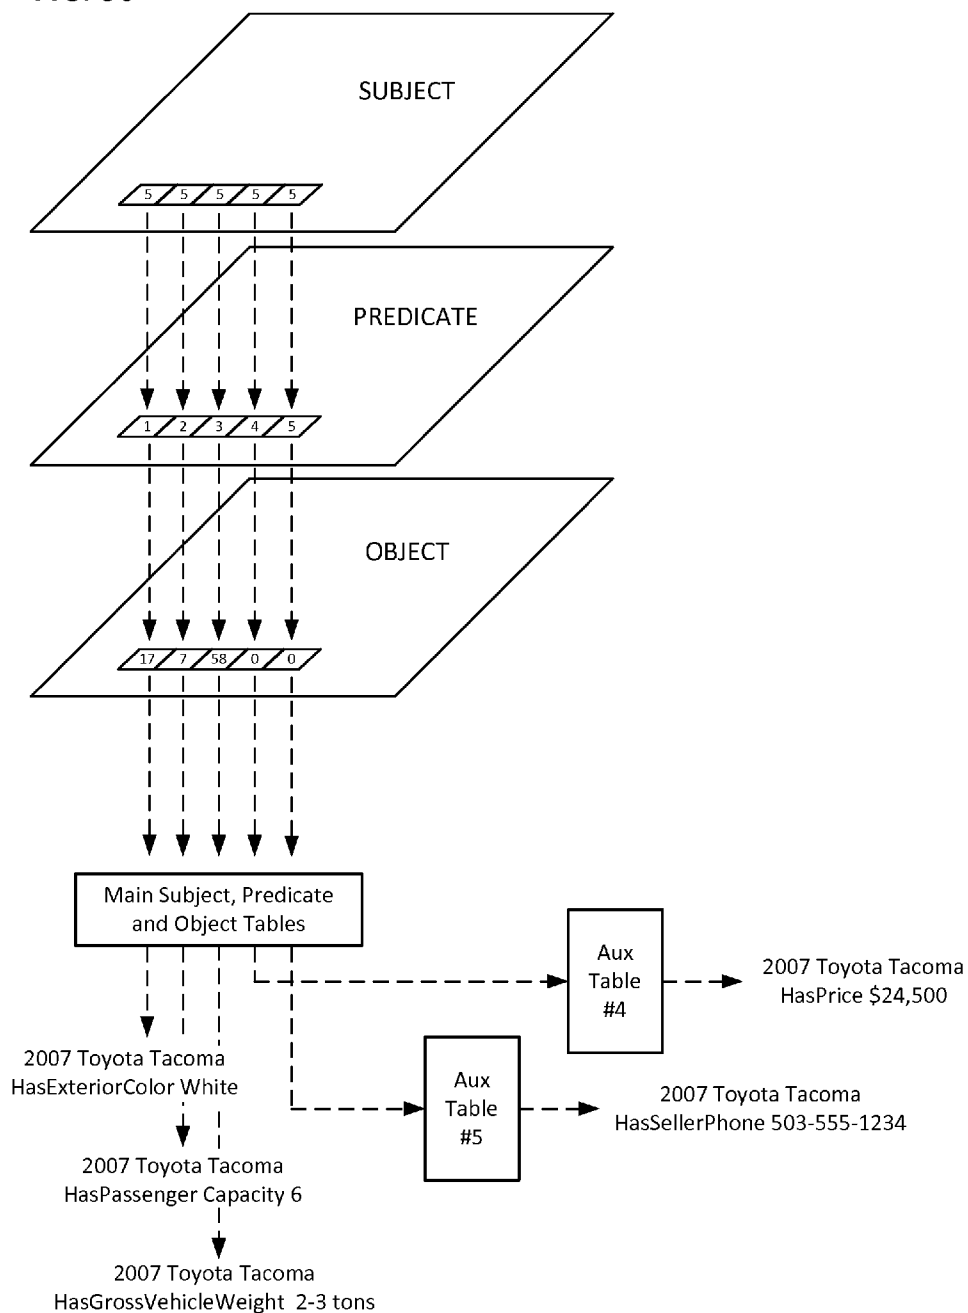 SUBJECT
5 5 5 5 5
PREDICATE
1 2 3 4 5
OBJECT
17 7 58 0 0
Main Subject, Predicate
and Object Tables
Aux
Table
#4
2007 Toyota Tacoma
HasPrice $24,500
Aux
Table
#5
2007 Toyota Tacoma
HasSellerPhone 503-555-1234
2007 Toyota Tacoma
HasExteriorColor White
2007 Toyota Tacoma
HasPassenger Capacity 6
2007 Toyota Tacoma
HasGrossVehicleWeight 2-3 tons